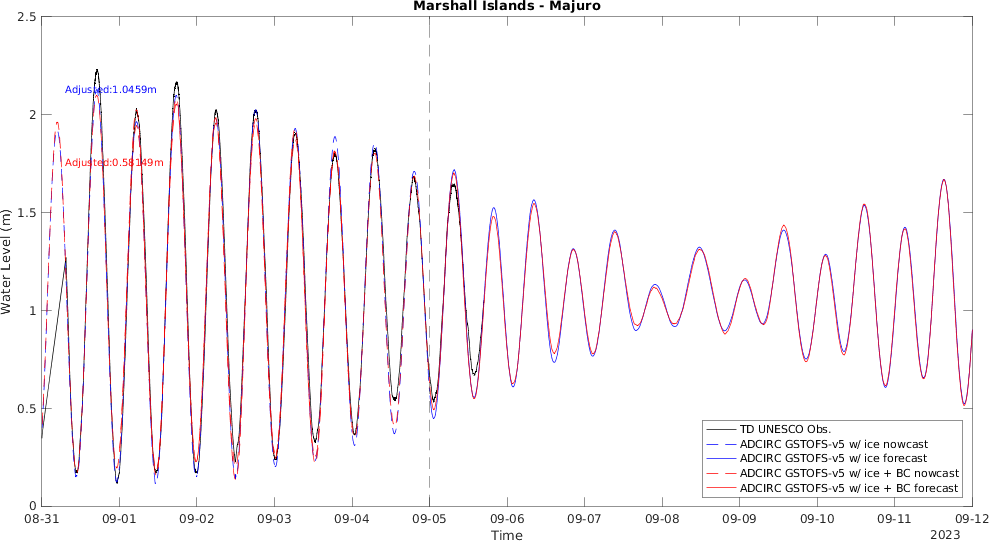 Marshall Islands - Majuro
2.5
2
1.5
1
0.5
0
Water Level (m)
Adjusted:1.0459m
Adjusted:0.58149m
TD UNESCO Obs.
ADCIRC GSTOFS-v5 w/ ice nowcast
ADCIRC GSTOFS-v5 w/ ice forecast
ADCIRC GSTOFS-v5 w/ ice + BC nowcast
ADCIRC GSTOFS-v5 w/ ice + BC forecast
08-31 09-01 09-02 09-03 09-04 09-05 09-06 09-07 09-08 09-09 09-10 09-11 09-12
Time
2023